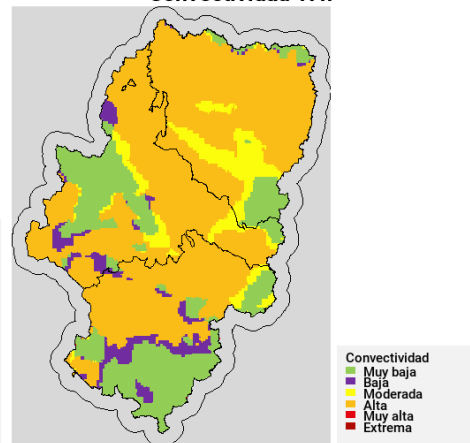 Convectividad
Muy baja
Baja
Moderada
Alta
Muy alta
Extrema